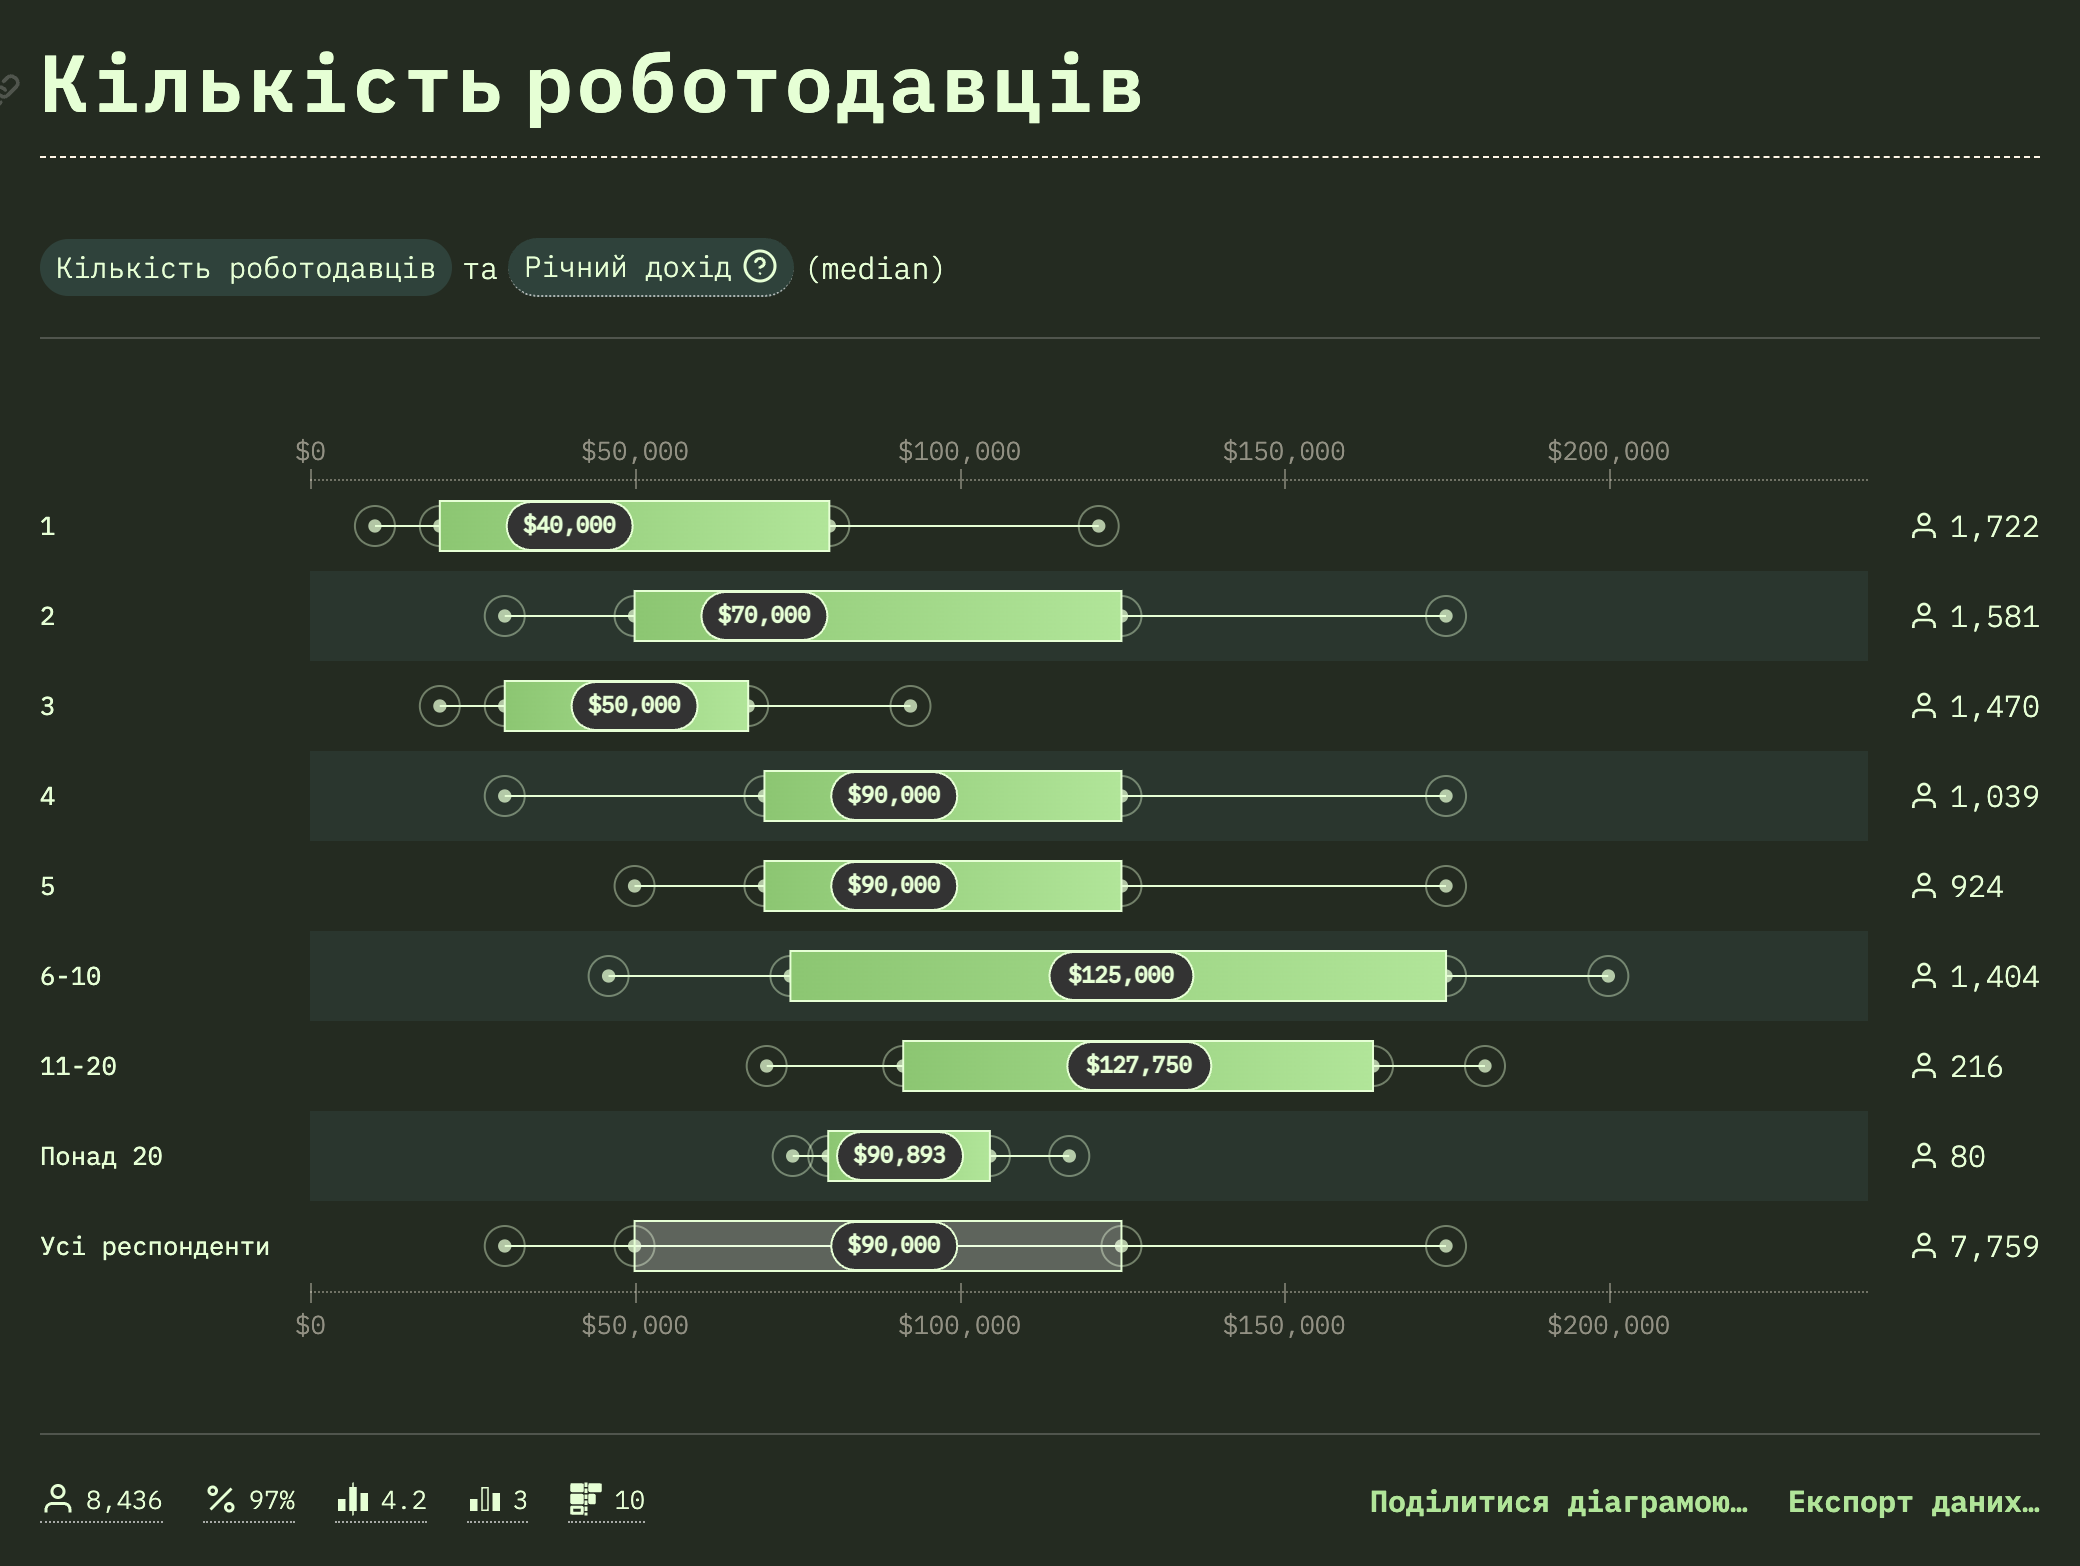 Кількість роботодавців
Кількість роботодавців та Річний дохід (median)
$0 $50,000 $100,000 $150,000 $200,000
1 $40,000 1,722
2 $70,000 1,581
3 $50,000 1,470
4 $90,000 1,039
5 $90,000 924
6-10 $125,000 1,404
11-20 $127,750 216
Понад 20 $90,893 80
Усі респонденти $90,000 7,759
$0 $50,000 $100,000 $150,000 $200,000
8,436 97% 4.2 3 10 Поділитися діаграмою… Експорт даних…